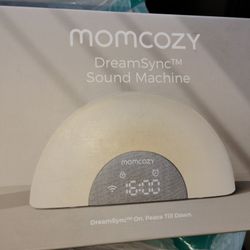 momcozy
DreamSync™
Sound Machine
momcozy
16:00
DreamSync™ On, Peace Till Dawn.